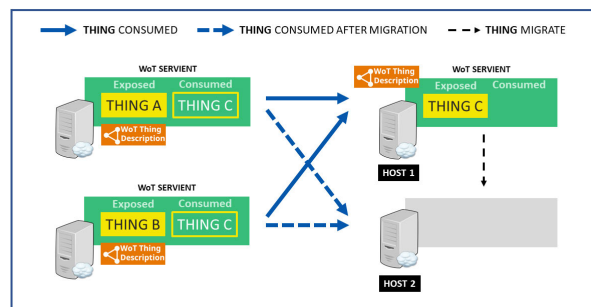 THING CONSUMED
THING CONSUMED AFTER MIGRATION
THING MIGRATE
WoT SERVIENT
Exposed Consumed
THING A THING C
WoT Thing
Description
WoT Thing
Description
WoT SERVIENT
Exposed Consumed
THING C
HOST 1
WoT SERVIENT
Exposed Consumed
THING B THING C
WoT Thing
Description
HOST 2